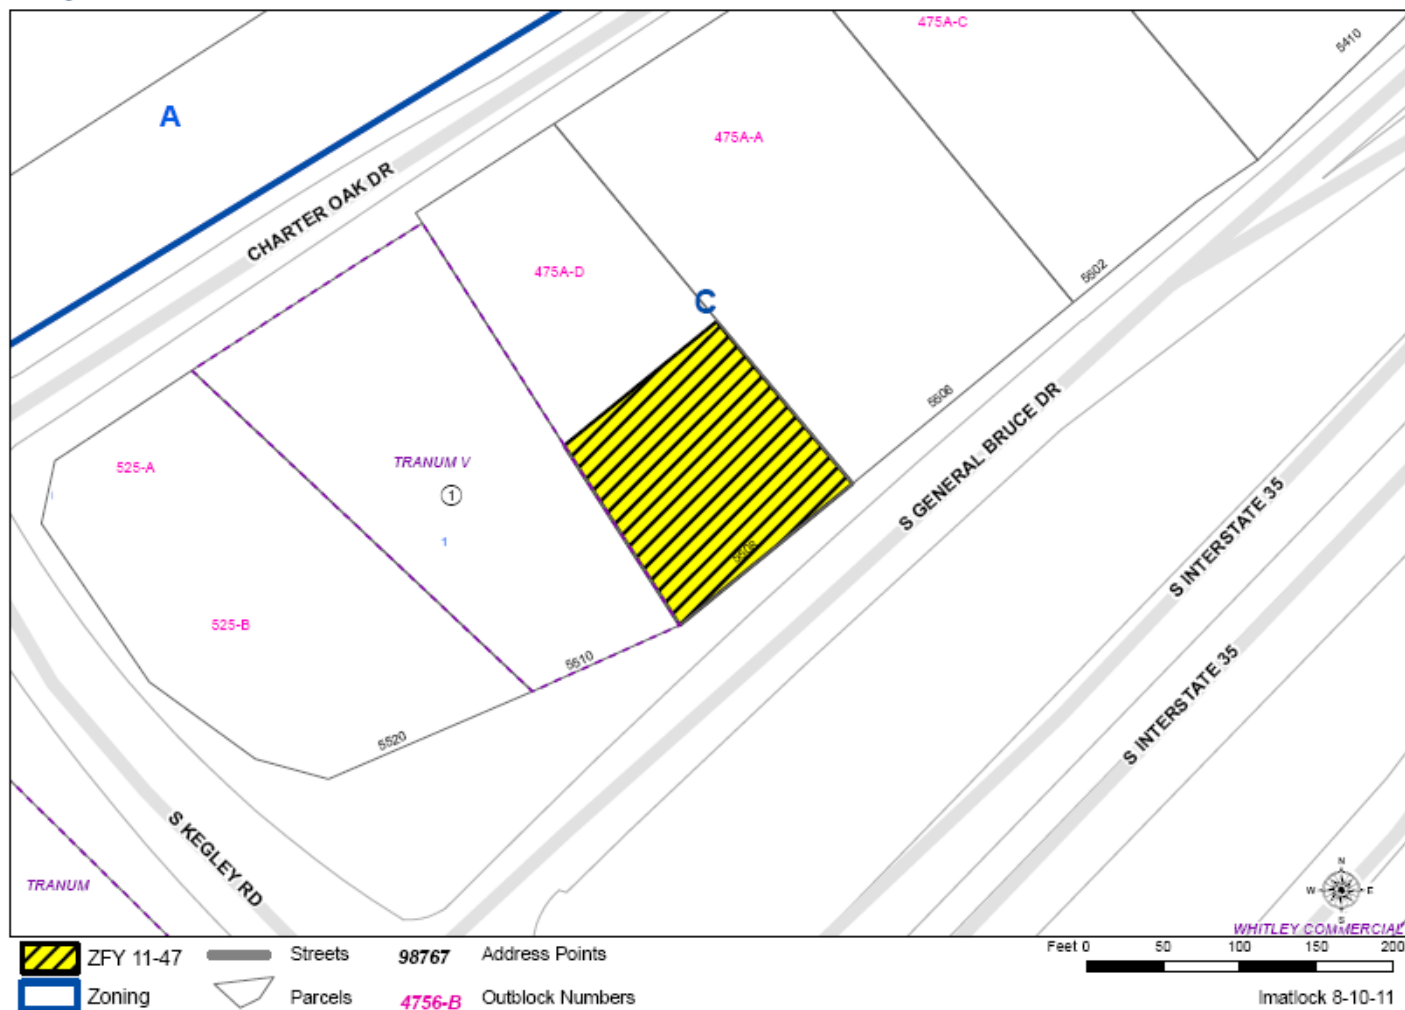 475A-C
5410
A
475A-A
CHARTER OAK DR
475A-D
5602
C
5606
S GENERAL BRUCE DR
TRANUM V
525-A
1
1
S INTERSTATE 35
5608
525-B
5610
S INTERSTATE 35
5520
S KEGLEY RD
TRANUM
N
W E
S
WHITLEY COMMERCIAL
ZFY 11-47
Streets
98767 Address Points
Feet 0 50 100 150 200
Zoning
Parcels
4756-B Outblock Numbers
lmatlock 8-10-11